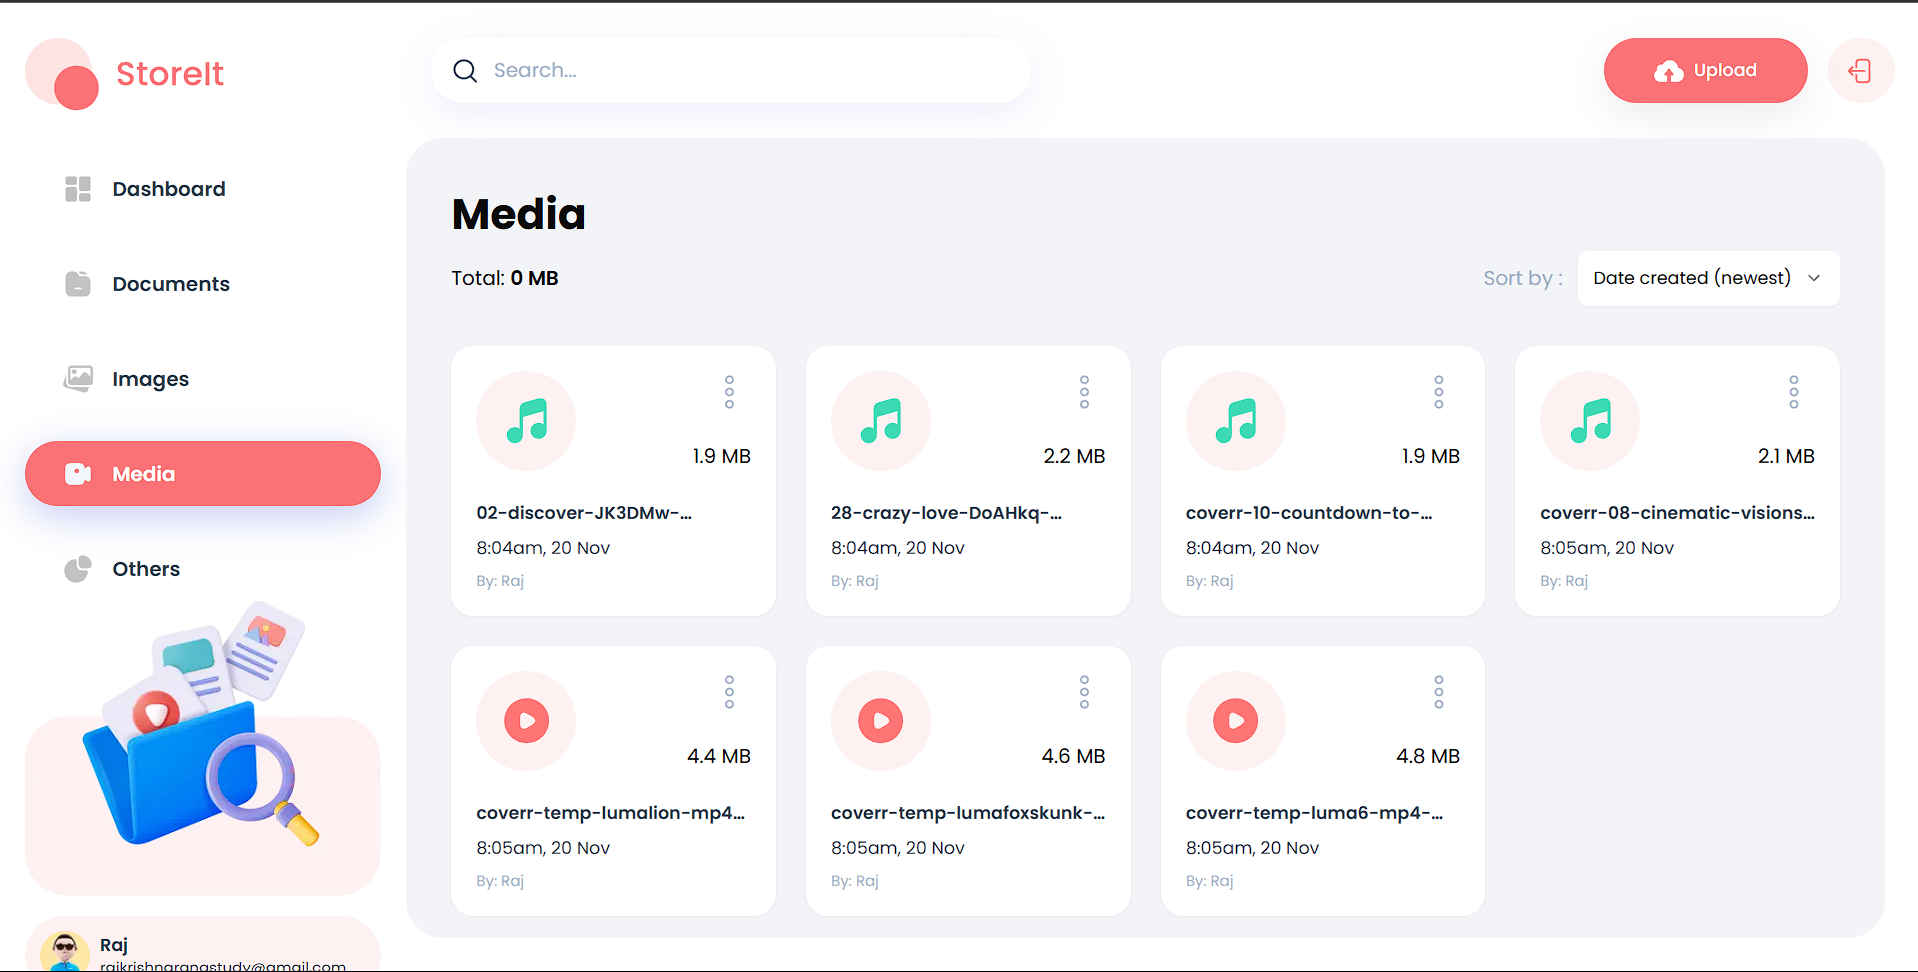 StoreIt
Search...
Upload
Dashboard
Documents
Images
Media
Others
Raj
rajkrishnarangstudy@gmail.com
Media
Total: 0 MB
Sort by :
Date created (newest)
1.9 MB
02-discover-JK3DMw-...
8:04am, 20 Nov
By: Raj
2.2 MB
28-crazy-love-DoAHkq-...
8:04am, 20 Nov
By: Raj
1.9 MB
coverr-10-countdown-to-...
8:04am, 20 Nov
By: Raj
2.1 MB
coverr-08-cinematic-visions...
8:05am, 20 Nov
By: Raj
4.4 MB
coverr-temp-lumalion-mp4...
8:05am, 20 Nov
By: Raj
4.6 MB
coverr-temp-lumafoxskunk-...
8:05am, 20 Nov
By: Raj
4.8 MB
coverr-temp-luma6-mp4-...
8:05am, 20 Nov
By: Raj